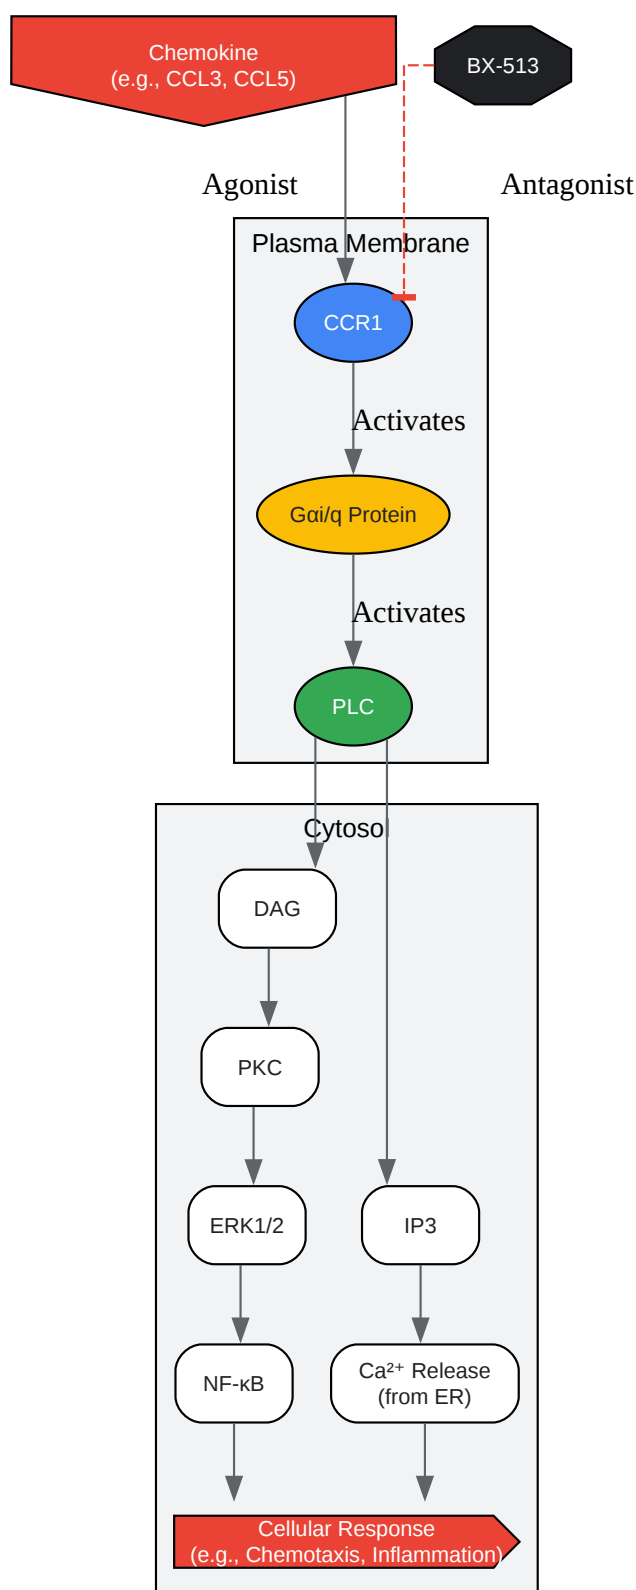 Chemokine
(e.g., CCL3, CCL5)
BX-513
Agonist
Antagonist
Plasma Membrane
CCR1
Activates
Gαi/q Protein
Activates
PLC
Cytosol
DAG
PKC
ERK1/2
IP3
NF-κB
Ca²⁺ Release
(from ER)
Cellular Response
(e.g., Chemotaxis, Inflammation)